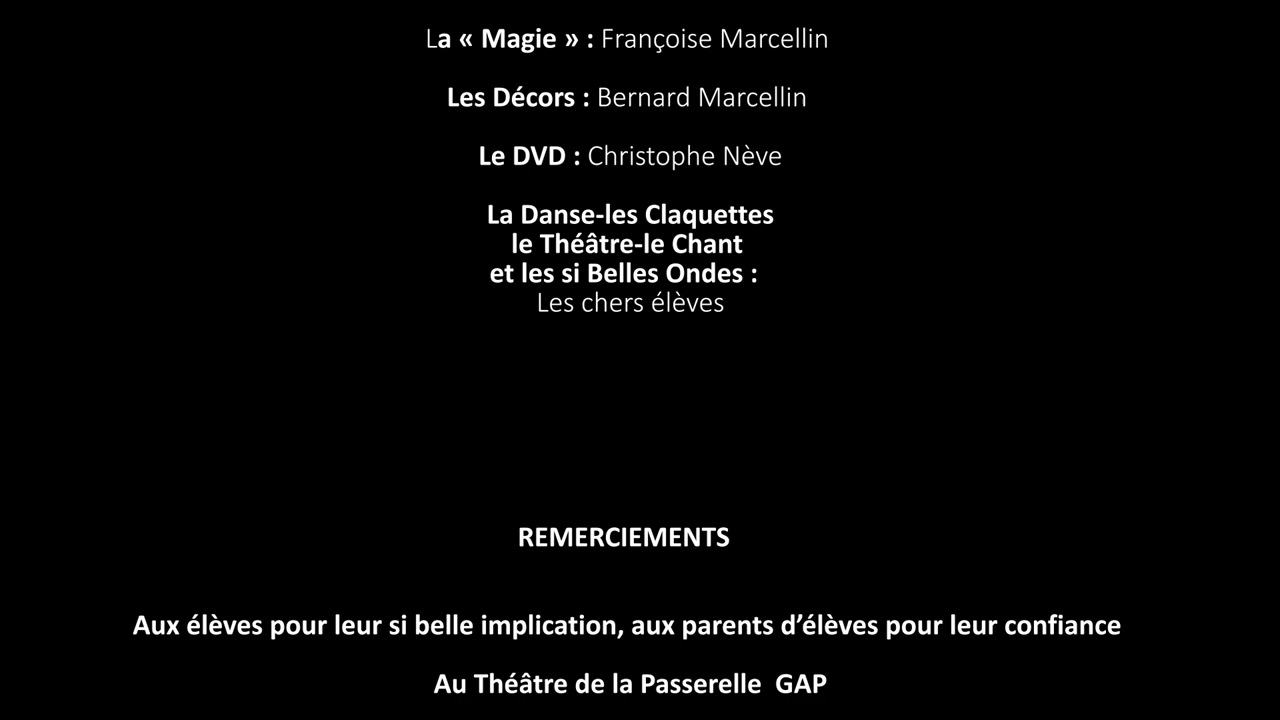 La « Magie » : Françoise Marcellin
Les Décors : Bernard Marcellin
Le DVD : Christophe Nève
La Danse-les Claquettes
le Théâtre-le Chant
et les si Belles Ondes :
Les chers élèves
REMERCIEMENTS
Aux élèves pour leur si belle implication, aux parents d’élèves pour leur confiance
Au Théâtre de la Passerelle  GAP